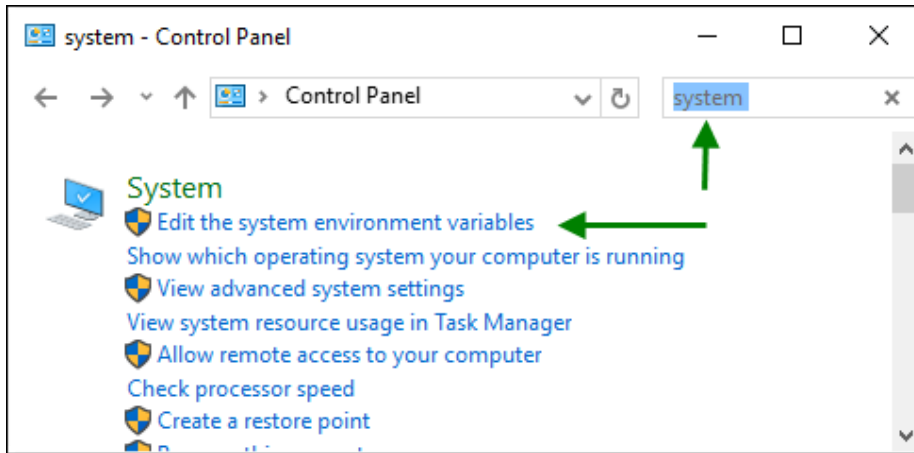 system - Control Panel
Control Panel
system
System
Edit the system environment variables
Show which operating system your computer is running
View advanced system settings
View system resource usage in Task Manager
Allow remote access to your computer
Check processor speed
Create a restore point